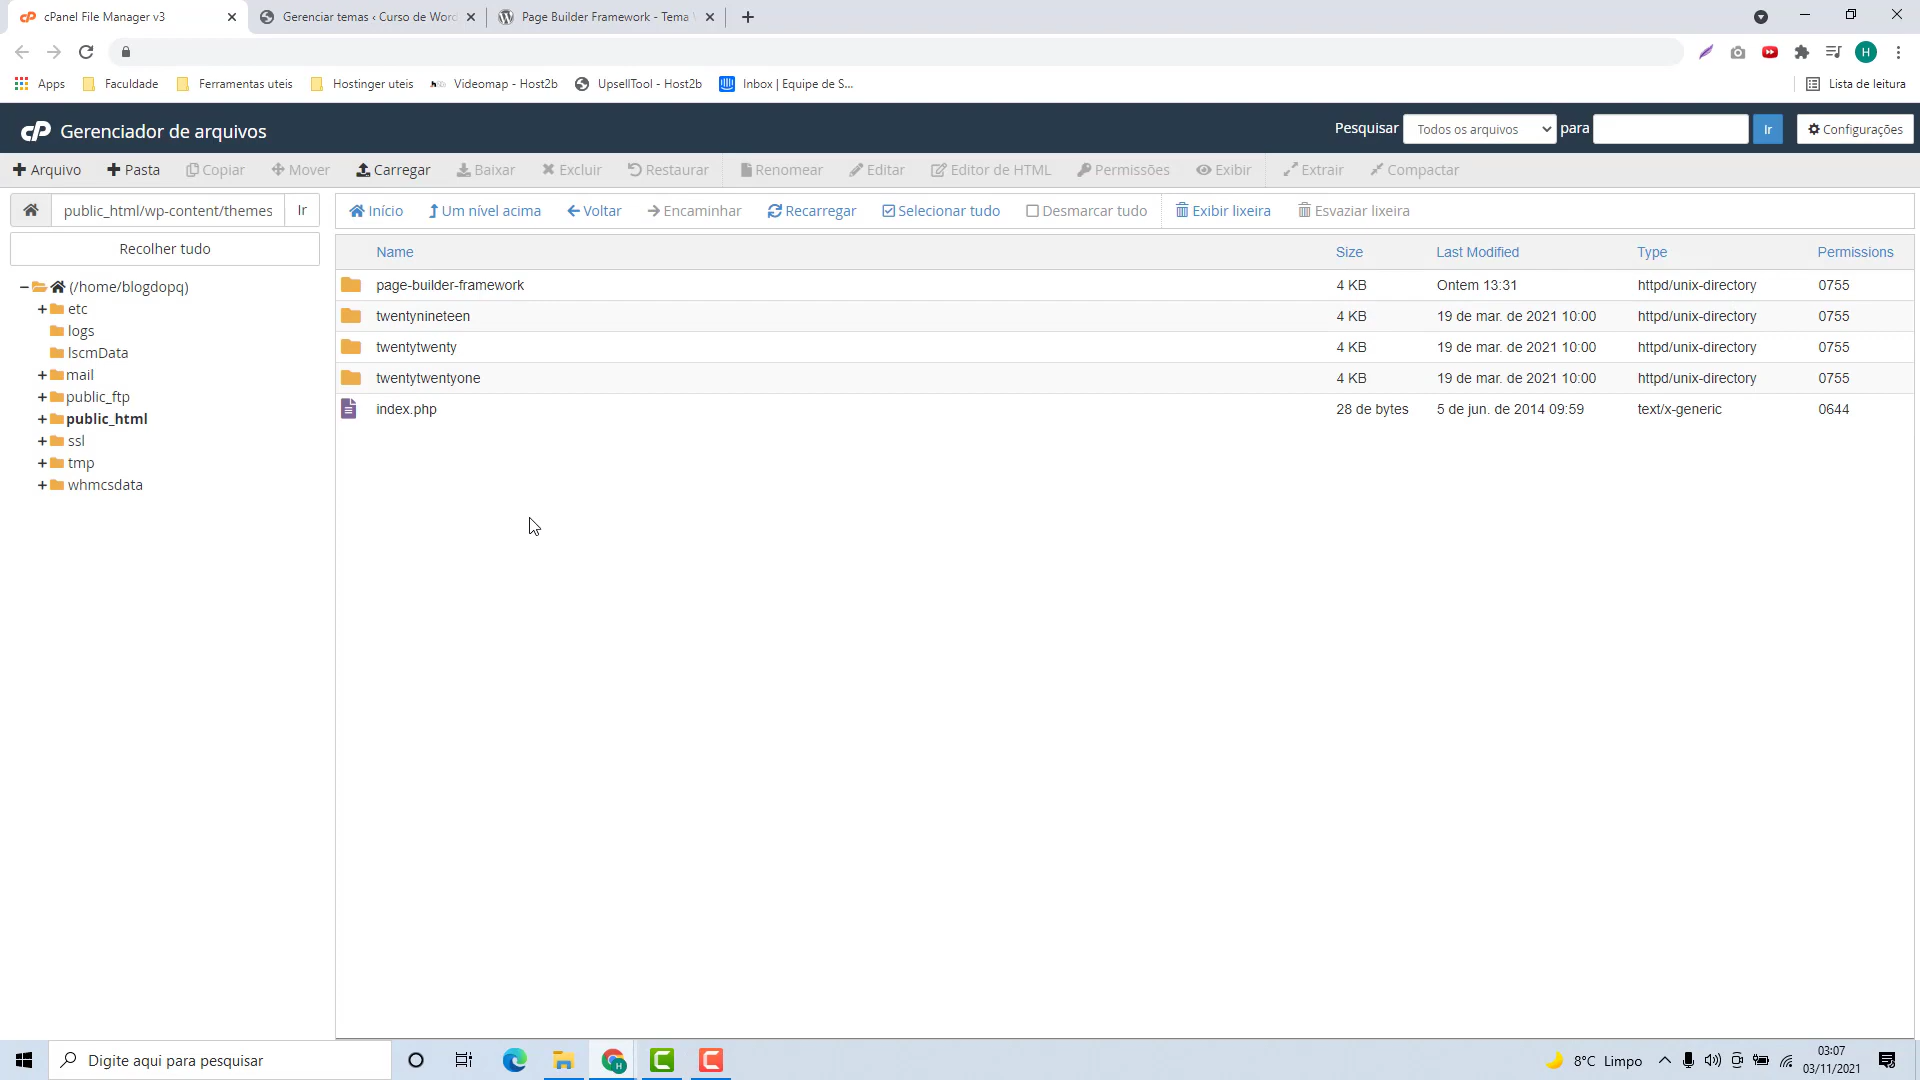 cPanel File Manager v3
Gerenciar temas ‹ Curso de Word
Page Builder Framework - Tema
H
Apps
Faculdade
Ferramentas uteis
Hostinger uteis
Videomap - Host2b
UpsellTool - Host2b
Inbox | Equipe de S...
Lista de leitura
cP Gerenciador de arquivos
Pesquisar
Todos os arquivos
para
Ir
Configurações
Arquivo
Pasta
Copiar
Mover
Carregar
Baixar
Excluir
Restaurar
Renomear
Editar
Editor de HTML
Permissões
Exibir
Extrair
Compactar
public_html/wp-content/themes
Ir
Início
Um nível acima
Voltar
Encaminhar
Recarregar
Selecionar tudo
Desmarcar tudo
Exibir lixeira
Esvaziar lixeira
Recolher tudo
(/home/blogdopq)
etc
logs
lscmData
mail
public_ftp
public_html
ssl
tmp
whmcsdata
Name Size Last Modified Type Permissions
page-builder-framework 4 KB Ontem 13:31 httpd/unix-directory 0755
twentynineteen 4 KB 19 de mar. de 2021 10:00 httpd/unix-directory 0755
twentytwenty 4 KB 19 de mar. de 2021 10:00 httpd/unix-directory 0755
twentytwentyone 4 KB 19 de mar. de 2021 10:00 httpd/unix-directory 0755
index.php 28 de bytes 5 de jun. de 2014 09:59 text/x-generic 0644
Digite aqui para pesquisar
8°C Limpo
03:07
03/11/2021